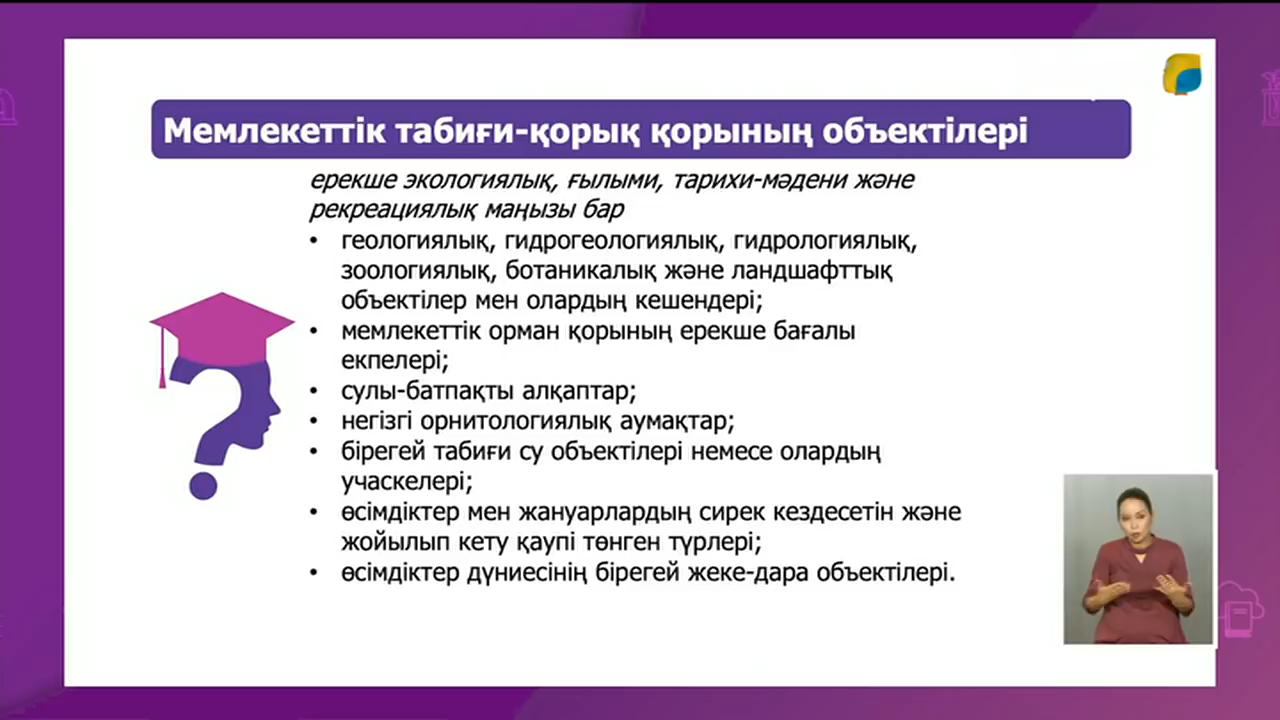 Мемлекеттік табиғи-қорық қорының объектілері
ерекше экологиялық, ғылыми, тарихи-мәдени және
рекреациялық маңызы бар
• геологиялық, гидрогеологиялық, гидрологиялық,
зоологиялық, ботаникалық және ландшафттық
объектілер мен олардың кешендері;
• мемлекеттік орман қорының ерекше бағалы
екпелері;
• сулы-батпақты алқаптар;
• негізгі орнитологиялық аумақтар;
• бірегей табиғи су объектілері немесе олардың
учаскелері;
• өсімдіктер мен жануарлардың сирек кездесетін және
жойылып кету қаупі төнген түрлері;
• өсімдіктер дүниесінің бірегей жеке-дара объектілері.